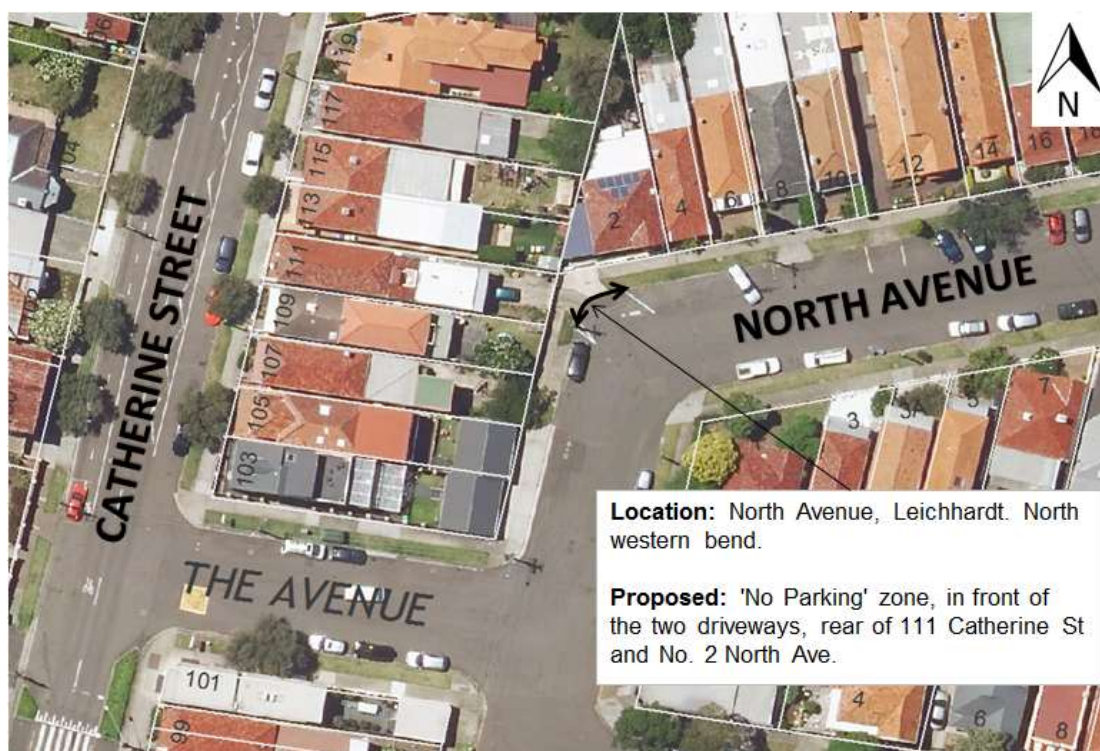 N
119
117
115
113
111
109
107
105
103
104
2
4
6
8
10
12
14
16
CATHERINE STREET
NORTH AVENUE
3
3A
5
7
THE AVENUE
101
99
Location: North Avenue, Leichhardt. North
western bend.
Proposed: 'No Parking' zone, in front of
the two driveways, rear of 111 Catherine St
and No. 2 North Ave.
4
6
8